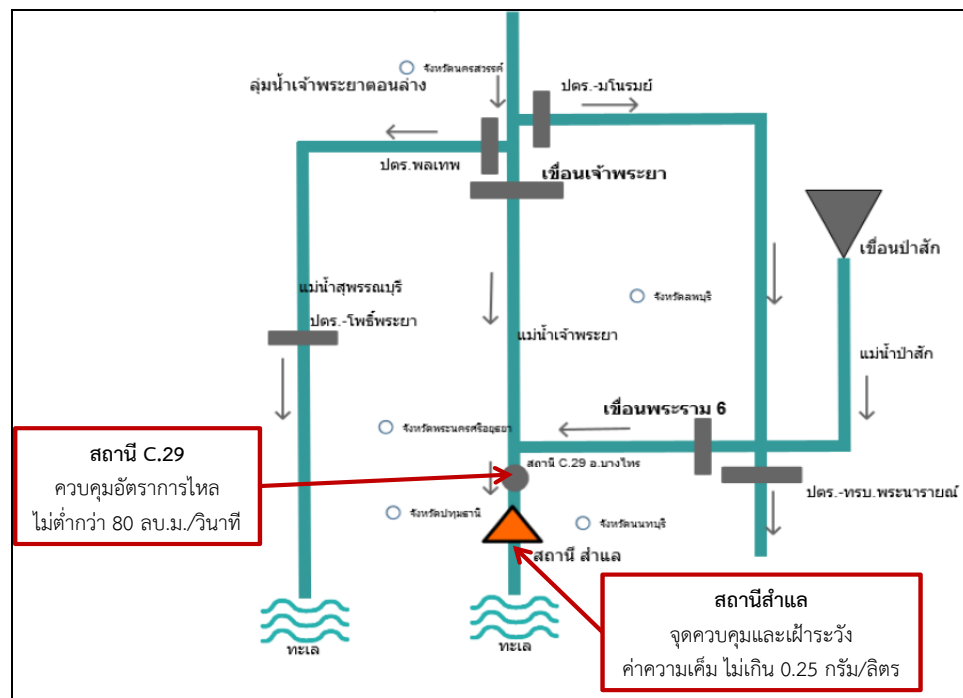 จังหวัดนครสวรรค์
ลุ่มน้ำเจ้าพระยาตอนล่าง
ปตร.-มโนรมย์
ปตร.พลเทพ
เขื่อนเจ้าพระยา
เขื่อนป่าสัก
แม่น้ำสุพรรณบุรี
จังหวัดลพบุรี
ปตร.-โพธิ์พระยา
แม่น้ำเจ้าพระยา
แม่น้ำป่าสัก
เขื่อนพระราม 6
จังหวัดพระนครศรีอยุธยา
สถานี C.29
ควบคุมอัตราการไหล
ไม่ต่ำกว่า 80 ลบ.ม./วินาที
สถานี C.29 อ.บางไทร
ปตร.-ทรบ.พระนารายณ์
จังหวัดปทุมธานี
จังหวัดนนทบุรี
สถานี สำแล
สถานีสำแล
จุดควบคุมและเฝ้าระวัง
ค่าความเค็ม ไม่เกิน 0.25 กรัม/ลิตร
ทะเล
ทะเล